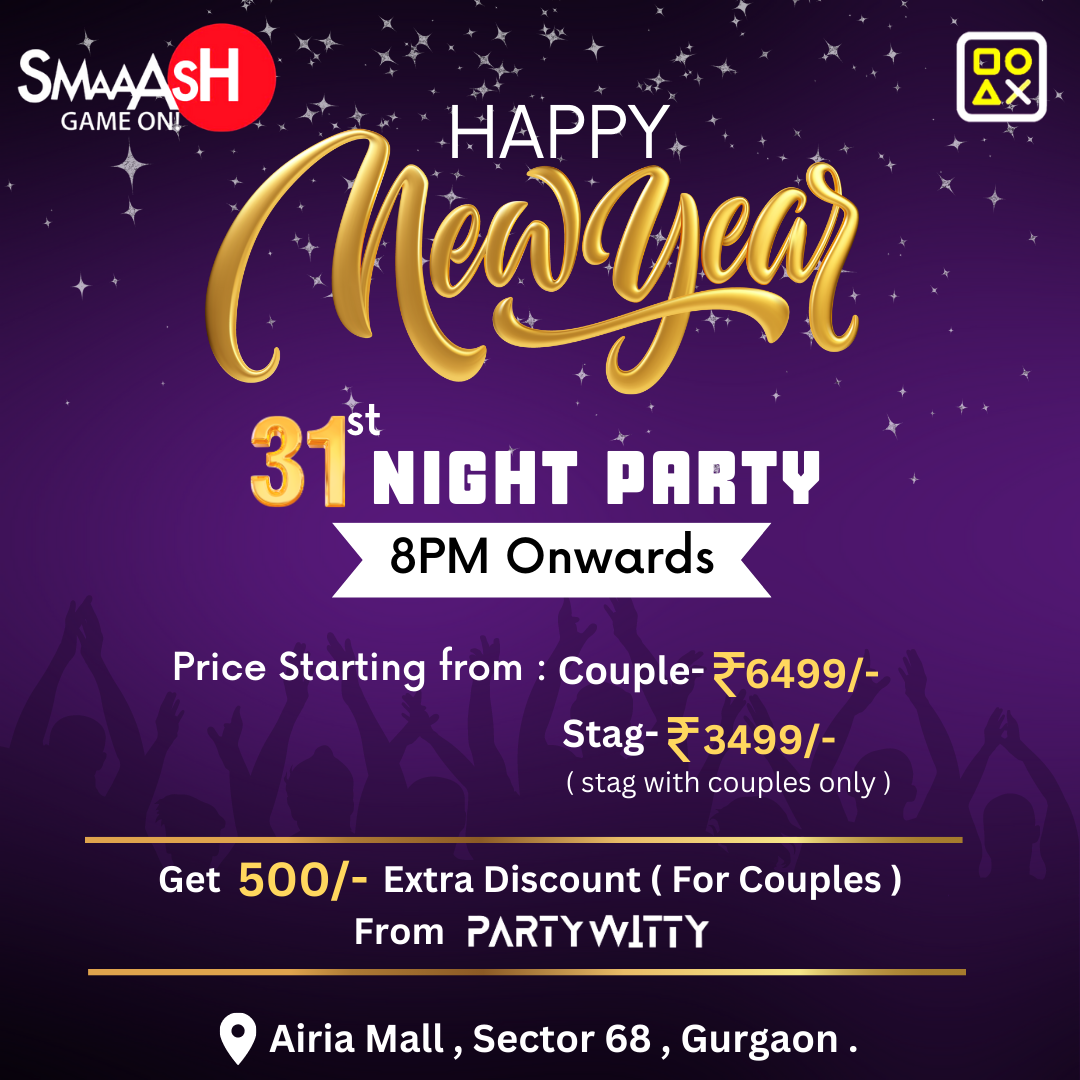 SMAAASH
GAME ON!
HAPPY
New Year
31st NIGHT PARTY
8PM Onwards
Price Starting from : Couple- ₹6499/-
Stag- ₹3499/-
( stag with couples only )
Get 500/- Extra Discount ( For Couples )
From PARTYWITTY
Airia Mall , Sector 68 , Gurgaon .